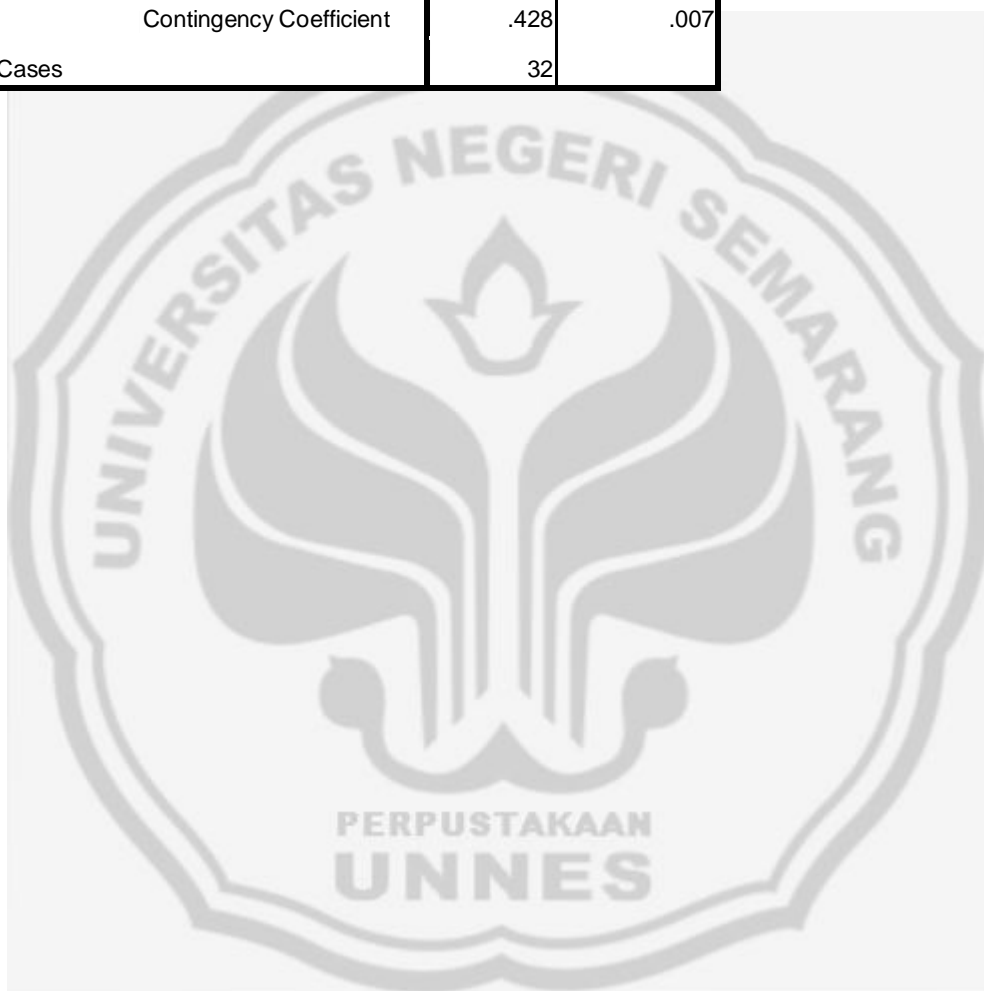 Contingency Coefficient .428 .007
Cases 32
UNIVERSITAS NEGERI SEMARANG
PERPUSTAKAAN
UNNES